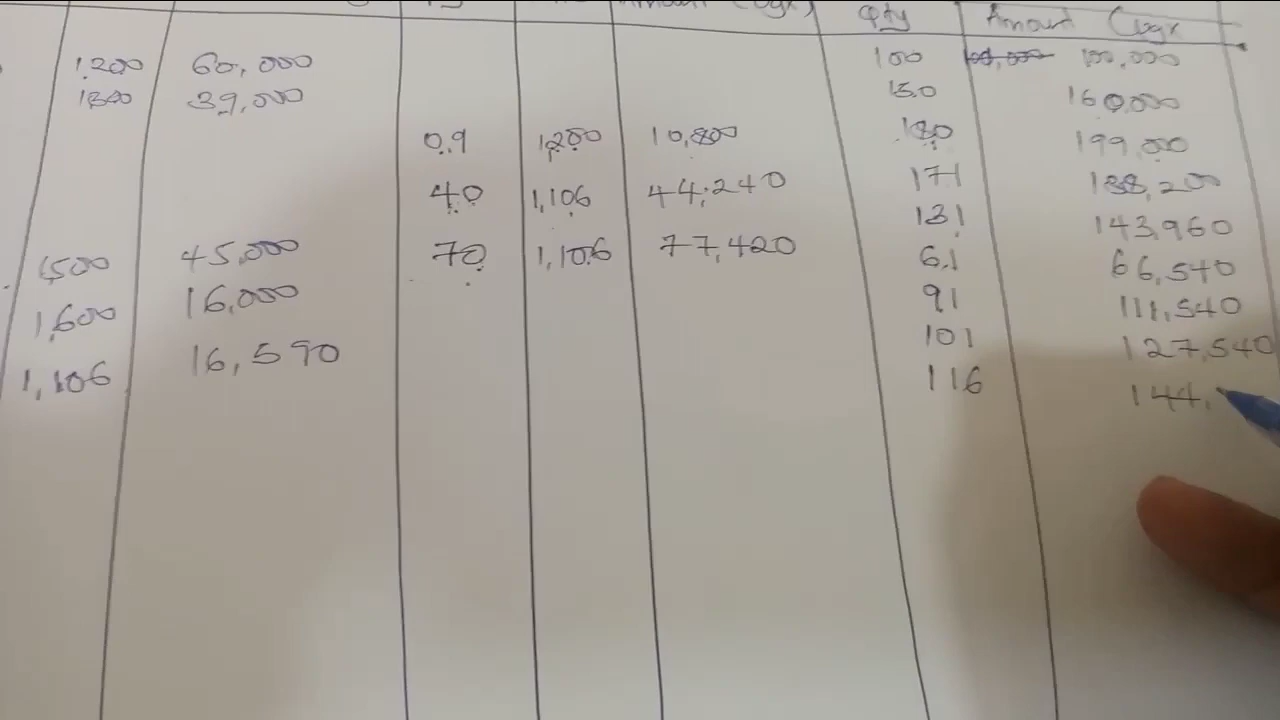 Qty Amount (Ugx
100 100,000
1,200 60,000 150 160,000
1300 39,000 180 199,000
0.9 1,200 10,800 171 188,200
40 1,106 44,240 131 143,960
1,500 45,000 70 1,106 77,420 61 66,540
1,600 16,000 91 111,540
1,106 16,590 101 127,540
116 144,